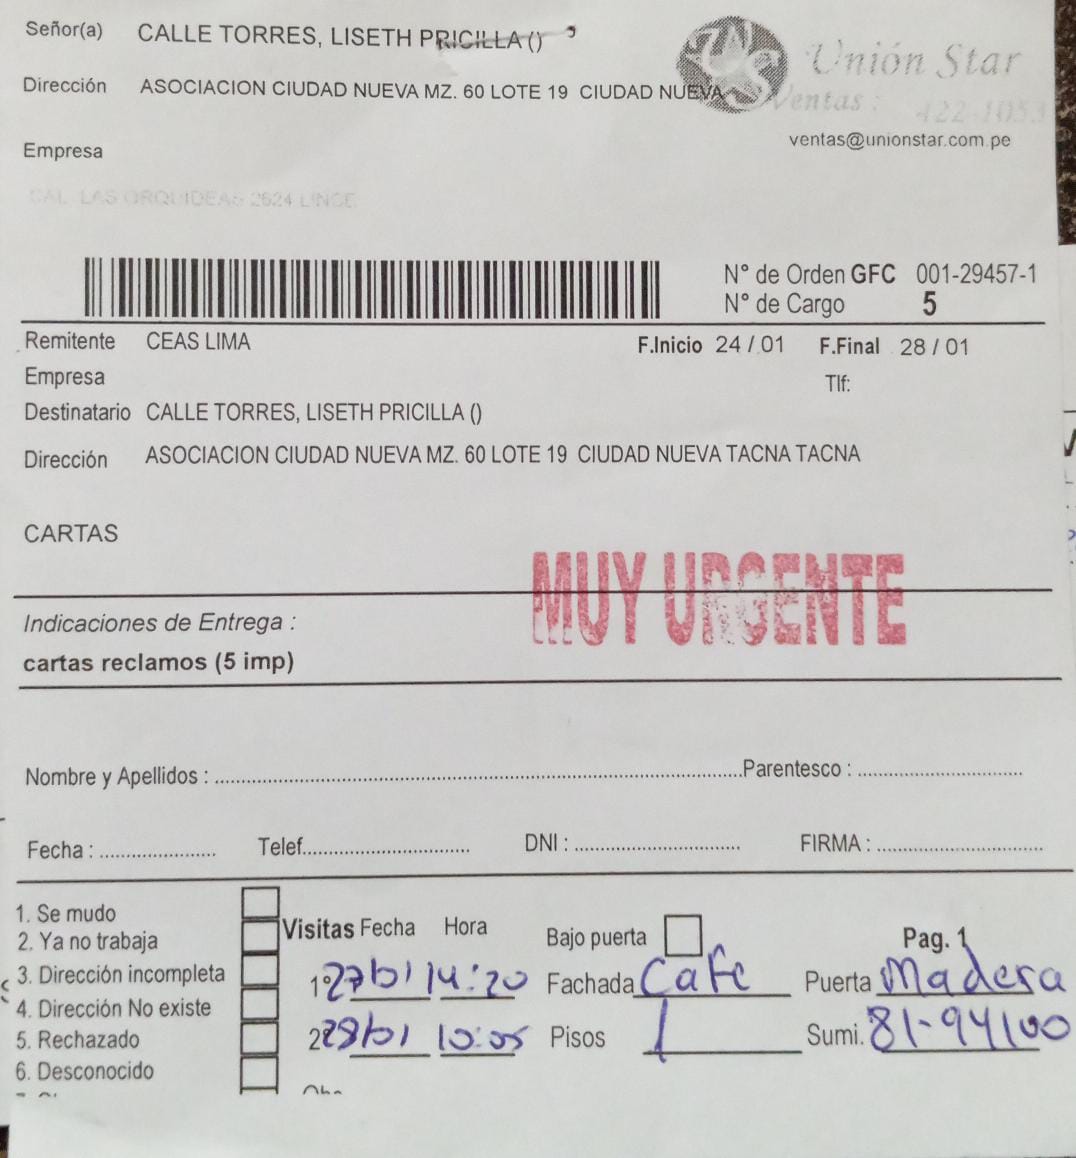 Señor(a) CALLE TORRES, LISETH PRICILLA ()
Unión Star
Dirección ASOCIACION CIUDAD NUEVA MZ. 60 LOTE 19 CIUDAD NUEVA
Ventas : 422-1053
ventas@unionstar.com.pe
Empresa
CAL. LAS ORQUIDEAS 2624 LINCE
N° de Orden GFC 001-29457-1
N° de Cargo 5
Remitente CEAS LIMA F.Inicio 24 / 01 F.Final 28 / 01
Empresa Tlf:
Destinatario CALLE TORRES, LISETH PRICILLA ()
Dirección ASOCIACION CIUDAD NUEVA MZ. 60 LOTE 19 CIUDAD NUEVA TACNA TACNA
CARTAS
MUY URGENTE
Indicaciones de Entrega :
cartas reclamos (5 imp)
Nombre y Apellidos : Parentesco :
Fecha : Telef. DNI : FIRMA :
1. Se mudo
2. Ya no trabaja
3. Dirección incompleta
4. Dirección No existe
5. Rechazado
6. Desconocido
Visitas Fecha Hora
1° 27/01 14:20
2 28/01 10:05
Bajo puerta Pag. 1
Fachada Cafe Puerta Madera
Pisos 1 Sumi. 81-94100